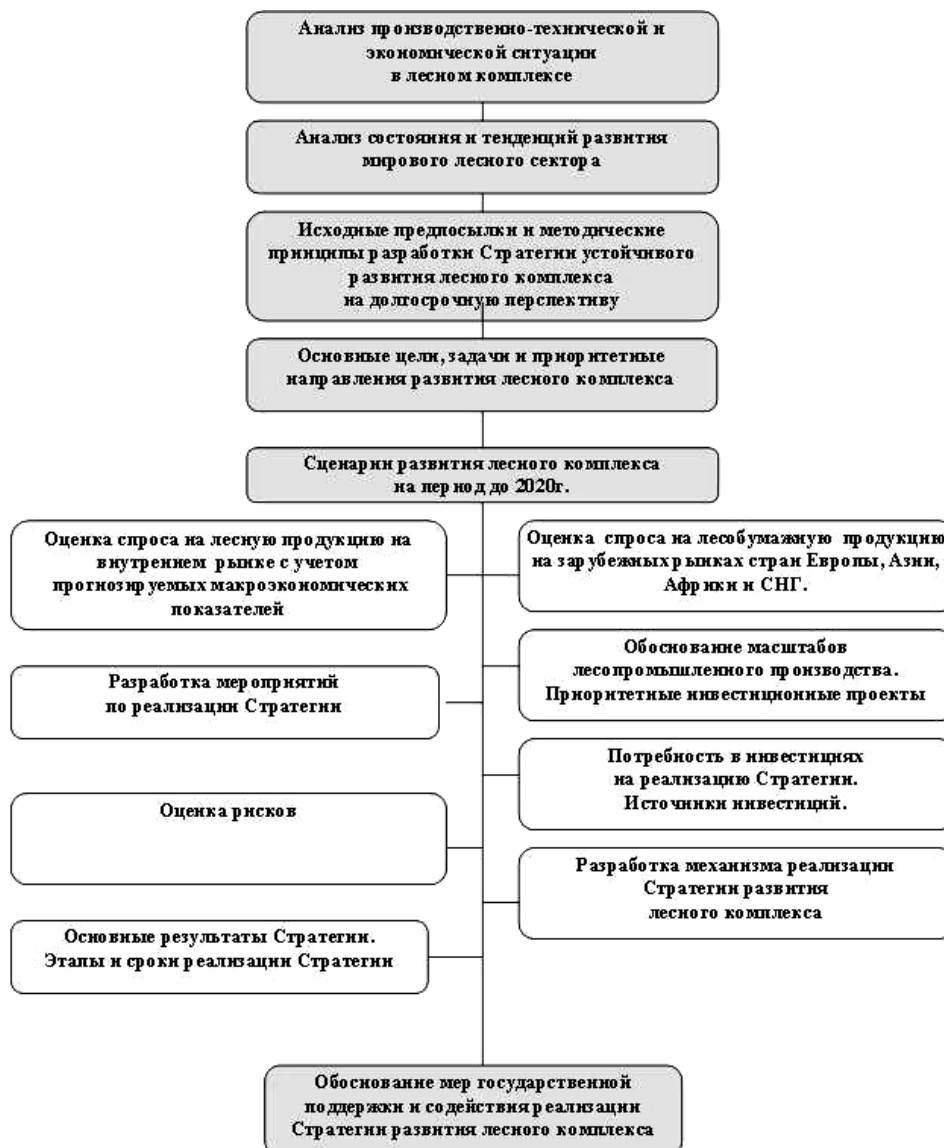 Анализ производственно-технической и
экономической ситуации
в лесном комплексе
Анализ состояния и тенденций развития
мирового лесного сектора
Исходные предпосылки и методические
принципы разработки Стратегии устойчивого
развития лесного комплекса
на долгосрочную перспективу
Основные цели, задачи и приоритетные
направления развития лесного комплекса
Сценарии развития лесного комплекса
на период до 2020г.
Оценка спроса на лесную продукцию на
внутреннем рынке с учетом
прогнозируемых макроэкономических
показателей
Оценка спроса на лесобумажную продукцию
на зарубежных рынках стран Европы, Азии,
Африки и СНГ.
Разработка мероприятий
по реализации Стратегии
Обоснование масштабов
лесопромышленного производства.
Приоритетные инвестиционные проекты
Потребность в инвестициях
на реализацию Стратегии.
Источники инвестиций.
Оценка рисков
Разработка механизма реализации
Стратегии развития
лесного комплекса
Основные результаты Стратегии.
Этапы и сроки реализации Стратегии
Обоснование мер государственной
поддержки и содействия реализации
Стратегии развития лесного комплекса